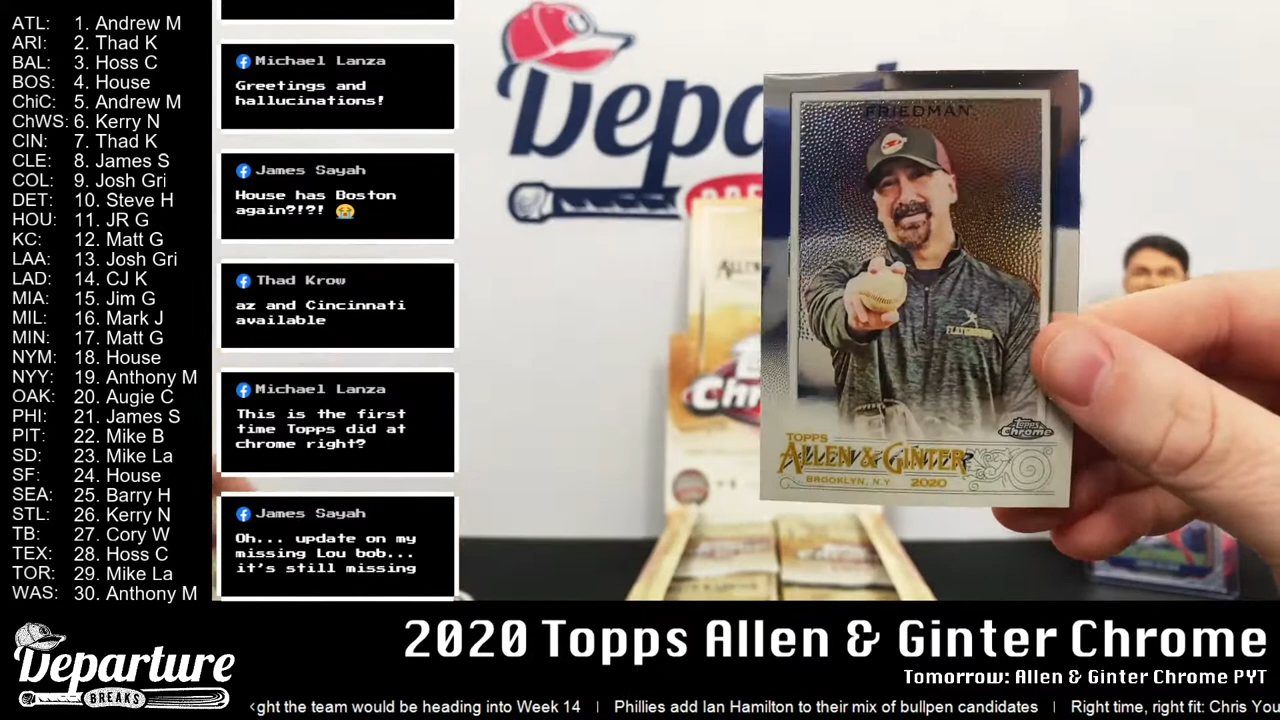 ATL: 1. Andrew M
ARI: 2. Thad K
BAL: 3. Hoss C
BOS: 4. House
ChiC: 5. Andrew M
ChWS: 6. Kerry N
CIN: 7. Thad K
CLE: 8. James S
COL: 9. Josh Gri
DET: 10. Steve H
HOU: 11. JR G
KC: 12. Matt G
LAA: 13. Josh Gri
LAD: 14. CJ K
MIA: 15. Jim G
MIL: 16. Mark J
MIN: 17. Matt G
NYM: 18. House
NYY: 19. Anthony M
OAK: 20. Augie C
PHI: 21. James S
PIT: 22. Mike B
SD: 23. Mike La
SF: 24. House
SEA: 25. Barry H
STL: 26. Kerry N
TB: 27. Cory W
TEX: 28. Hoss C
TOR: 29. Mike La
WAS: 30. Anthony M
Michael Lanza
Greetings and
hallucinations!
James Sayah
House has Boston
again?!?! 😭
Thad Krow
az and Cincinnati
available
Michael Lanza
This is the first
time Topps did at
chrome right?
James Sayah
Oh... update on my
missing Lou bob...
it's still missing
Depa
FRIEDMAN
Topps
Chrome
TOPPS
ALLEN & GINTER
BROOKLYN, N.Y 2020
Departure
BREAKS
2020 Topps Allen & Ginter Chrome
Tomorrow: Allen & Ginter Chrome PYT
ght the team would be heading into Week 14 | Phillies add Ian Hamilton to their mix of bullpen candidates | Right time, right fit: Chris You